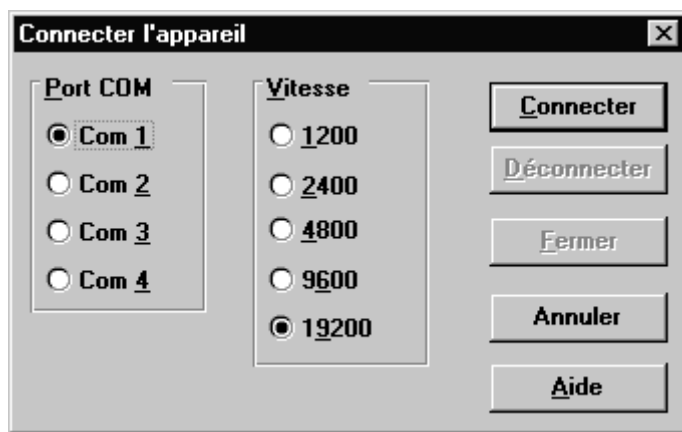 Connecter l'appareil
Port COM
Com 1
Com 2
Com 3
Com 4
Vitesse
1200
2400
4800
9600
19200
Connecter
Déconnecter
Fermer
Annuler
Aide